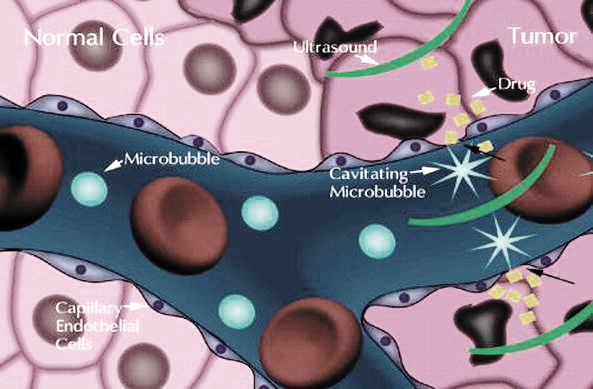 Normal Cells
Tumor
Ultrasound
Drug
Microbubble
Cavitating
Microbubble
Capillary
Endothelial
Cells